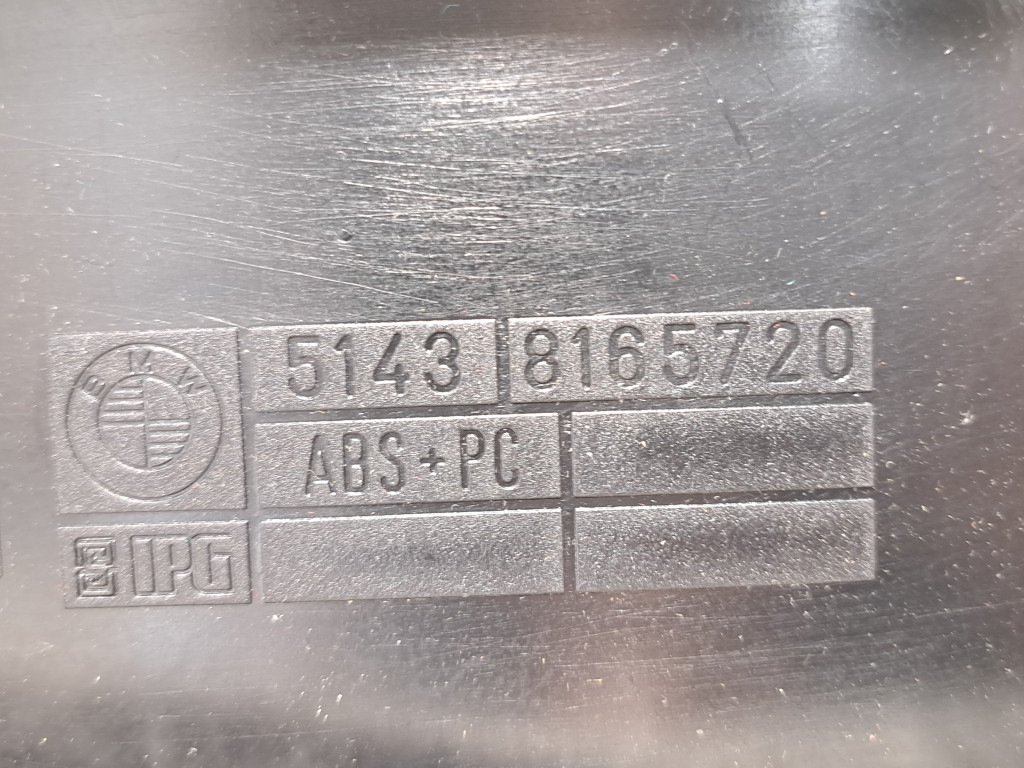 BMW
5143 8165720
ABS+PC
IPG